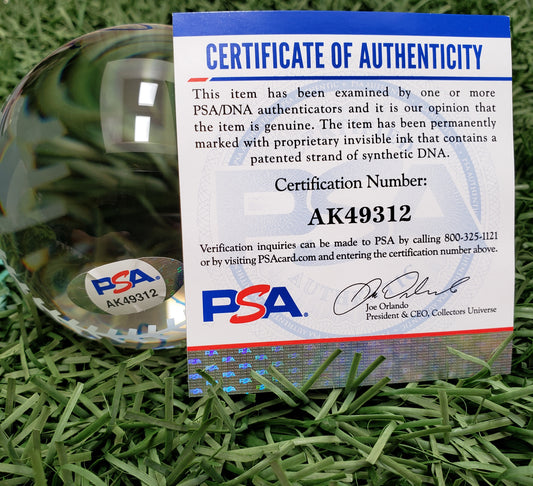 CERTIFICATE OF AUTHENTICITY
This item has been examined by one or more
PSA/DNA authenticators and it is our opinion that
the item is genuine. The item has been permanently
marked with proprietary invisible ink that contains a
patented strand of synthetic DNA.
Certification Number:
AK49312
Verification inquiries can be made to PSA by calling 800-325-1121
or by visiting PSAcard.com and entering the certification number above.
PSA
Joe Orlando
Joe Orlando
President & CEO, Collectors Universe
PSA
AK49312